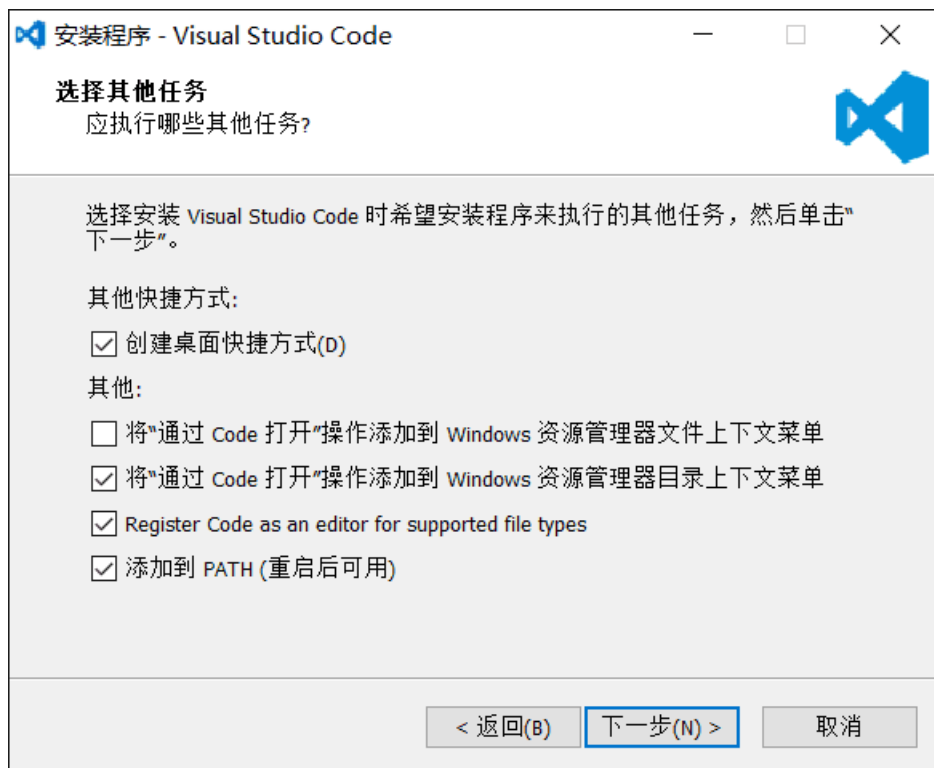 安装程序 - Visual Studio Code
选择其他任务
应执行哪些其他任务?
选择安装 Visual Studio Code 时希望安装程序来执行的其他任务，然后单击“
下一步”。
其他快捷方式:
创建桌面快捷方式(D)
其他:
将“通过 Code 打开”操作添加到 Windows 资源管理器文件上下文菜单
将“通过 Code 打开”操作添加到 Windows 资源管理器目录上下文菜单
Register Code as an editor for supported file types
添加到 PATH (重启后可用)
< 返回(B) 下一步(N) > 取消